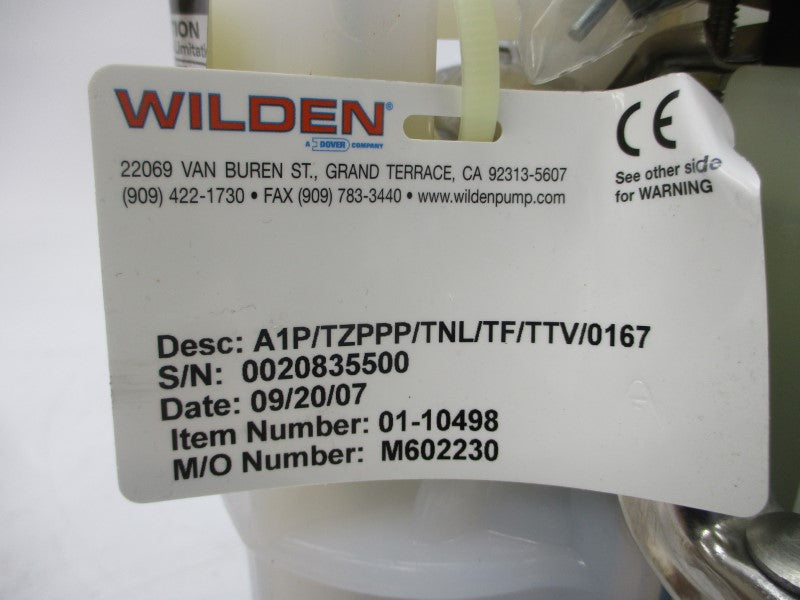 ION
Limitati
WILDEN®
A DOVER COMPANY
22069 VAN BUREN ST., GRAND TERRACE, CA 92313-5607
(909) 422-1730 • FAX (909) 783-3440 • www.wildenpump.com
CE
See other side
for WARNING
Desc: A1P/TZPPP/TNL/TF/TTV/0167
S/N: 0020835500
Date: 09/20/07
Item Number: 01-10498
M/O Number: M602230